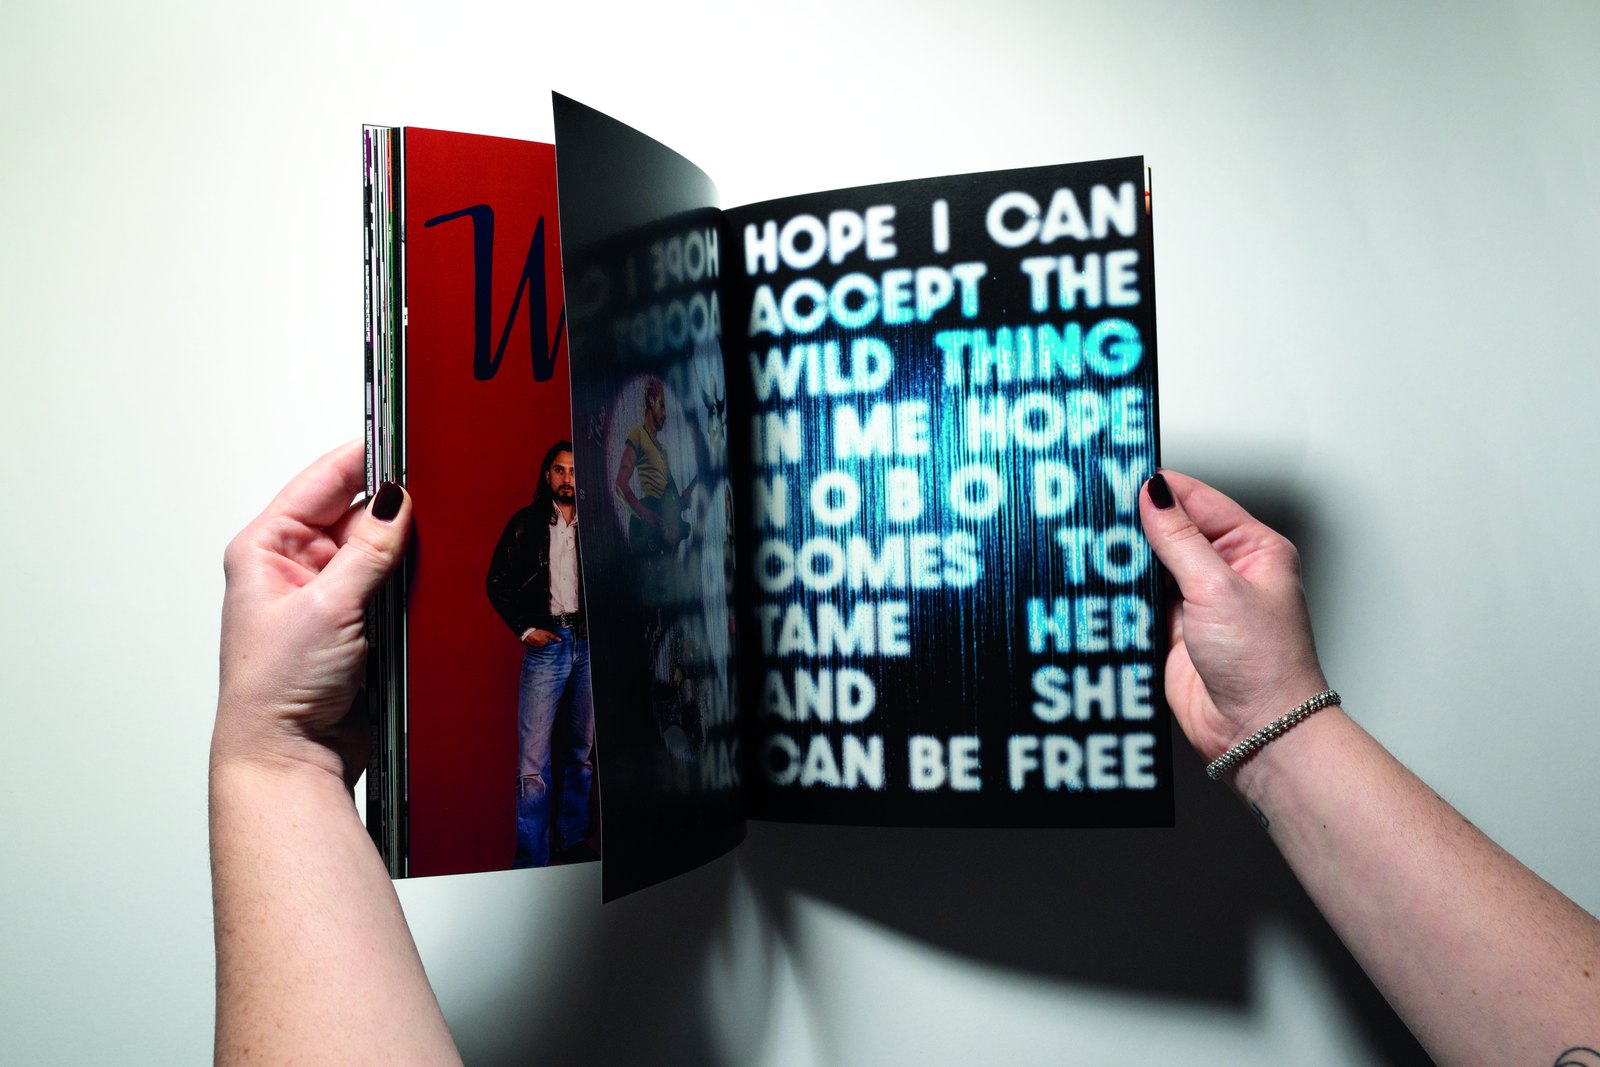 W
HOPE I CAN
ACCEPT THE
WILD THING
IN ME HOPE
NOBODY
COMES TO
TAME HER
AND SHE
CAN BE FREE